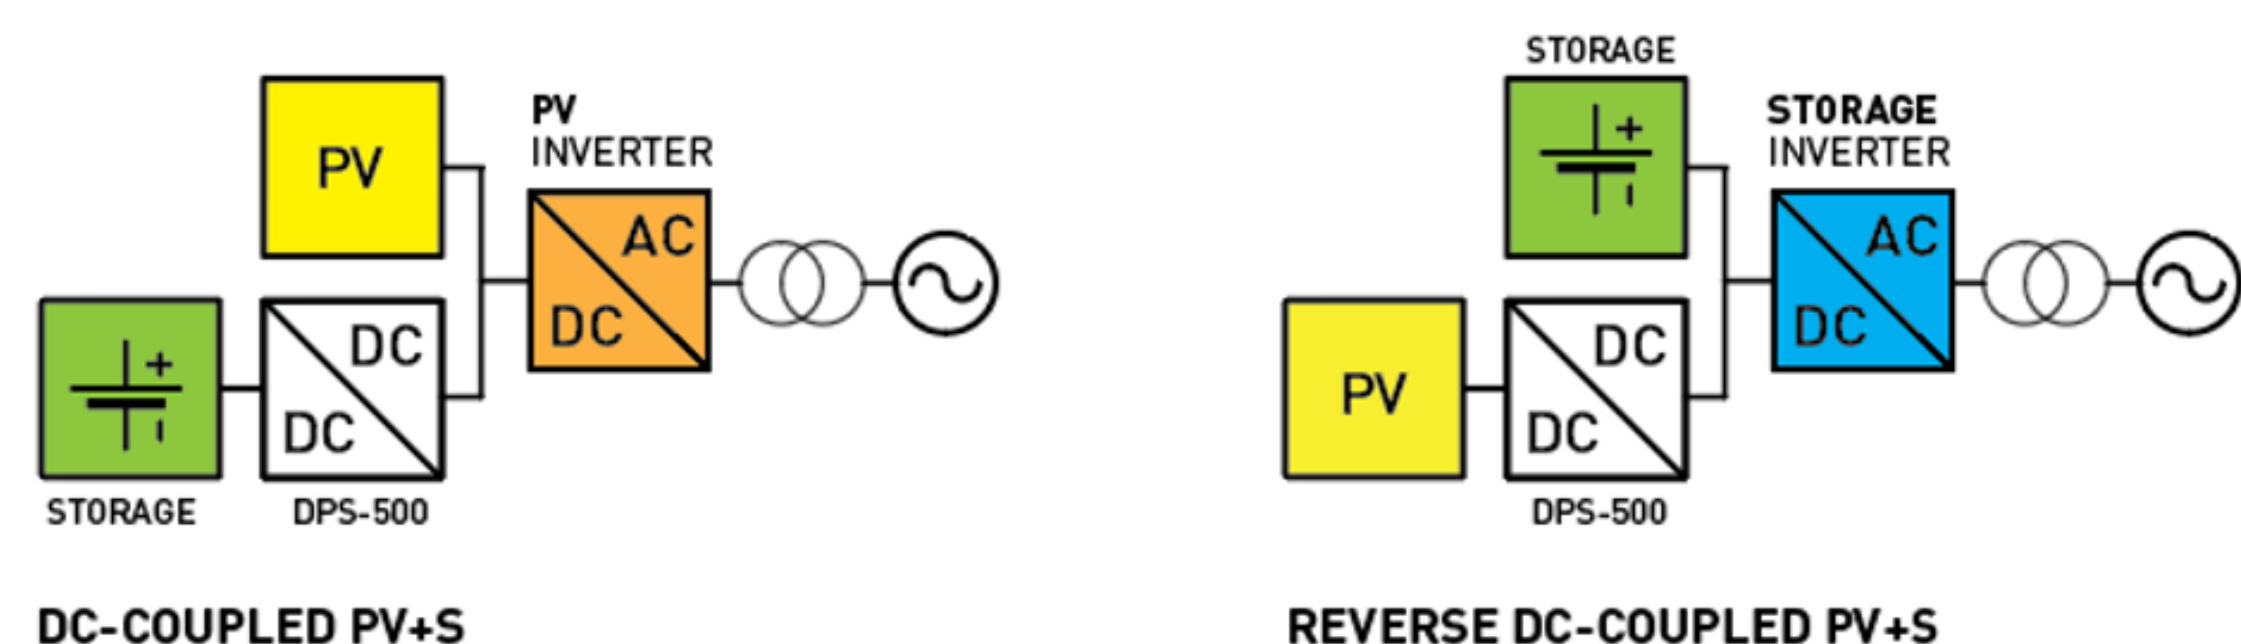 PV
PV
INVERTER
AC
DC
DC
DC
+
-
STORAGE
DPS-500
DC-COUPLED PV+S
STORAGE
+
-
STORAGE
INVERTER
AC
DC
PV
DC
DC
DPS-500
REVERSE DC-COUPLED PV+S